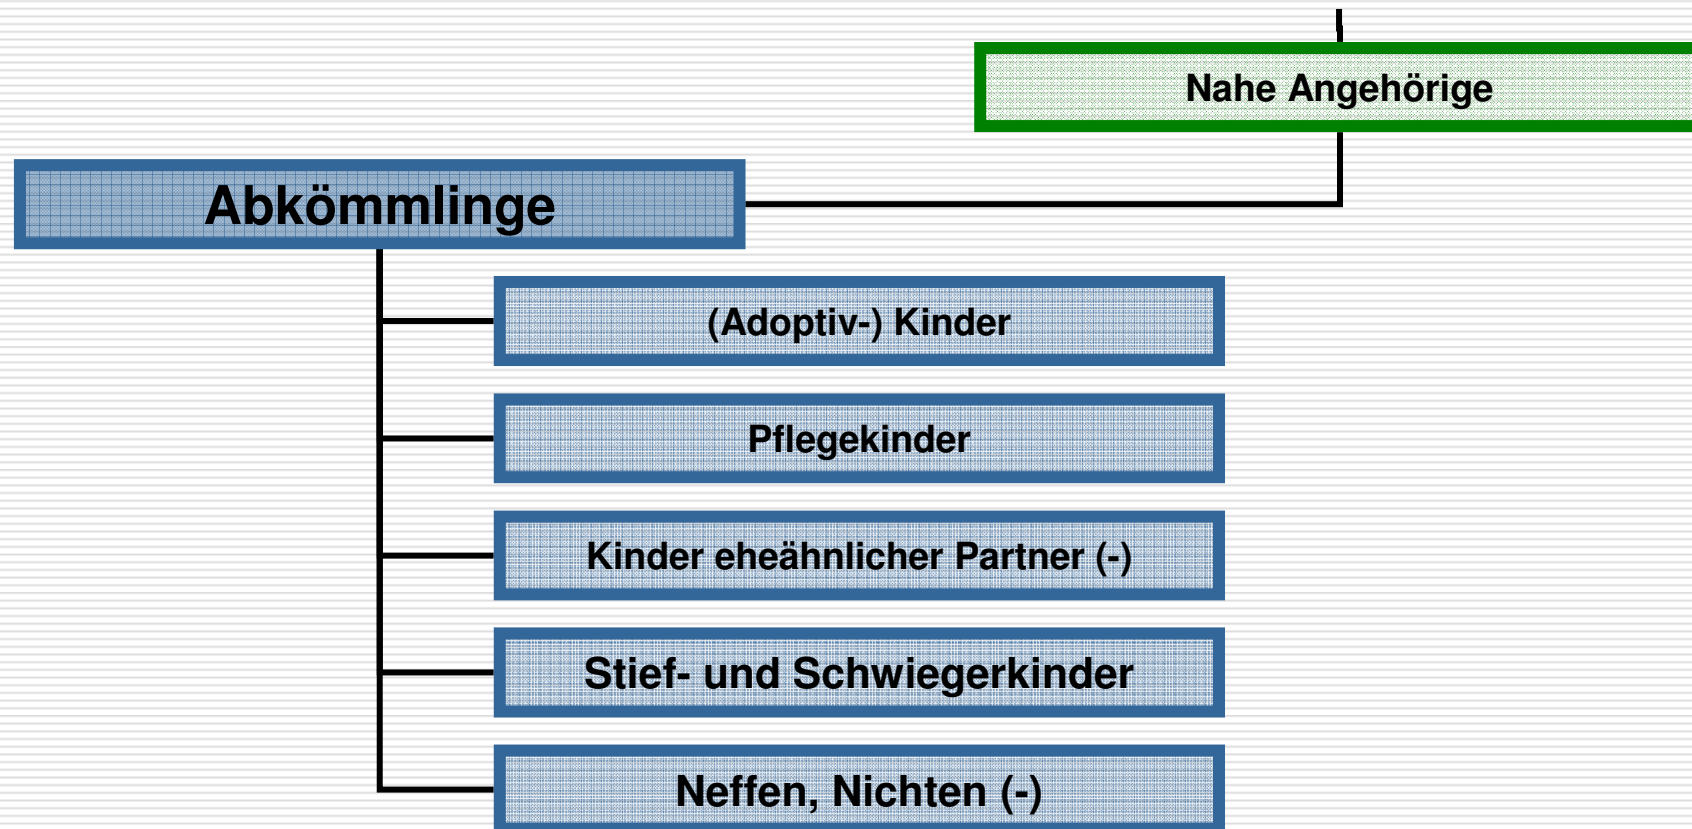 Nahe Angehörige
Abkömmlinge
(Adoptiv-) Kinder
Pflegekinder
Kinder eheähnlicher Partner (-)
Stief- und Schwiegerkinder
Neffen, Nichten (-)